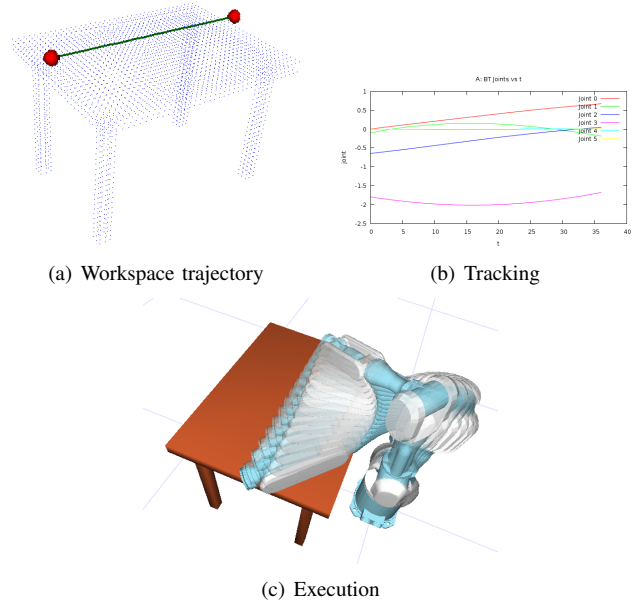 A: BT Joints vs t
1
0.5
0
-0.5
-1
-1.5
-2
-2.5
joint
Joint 0
Joint 1
Joint 2
Joint 3
Joint 4
Joint 5
0 5 10 15 20 25 30 35 40
t
(a) Workspace trajectory
(b) Tracking
(c) Execution